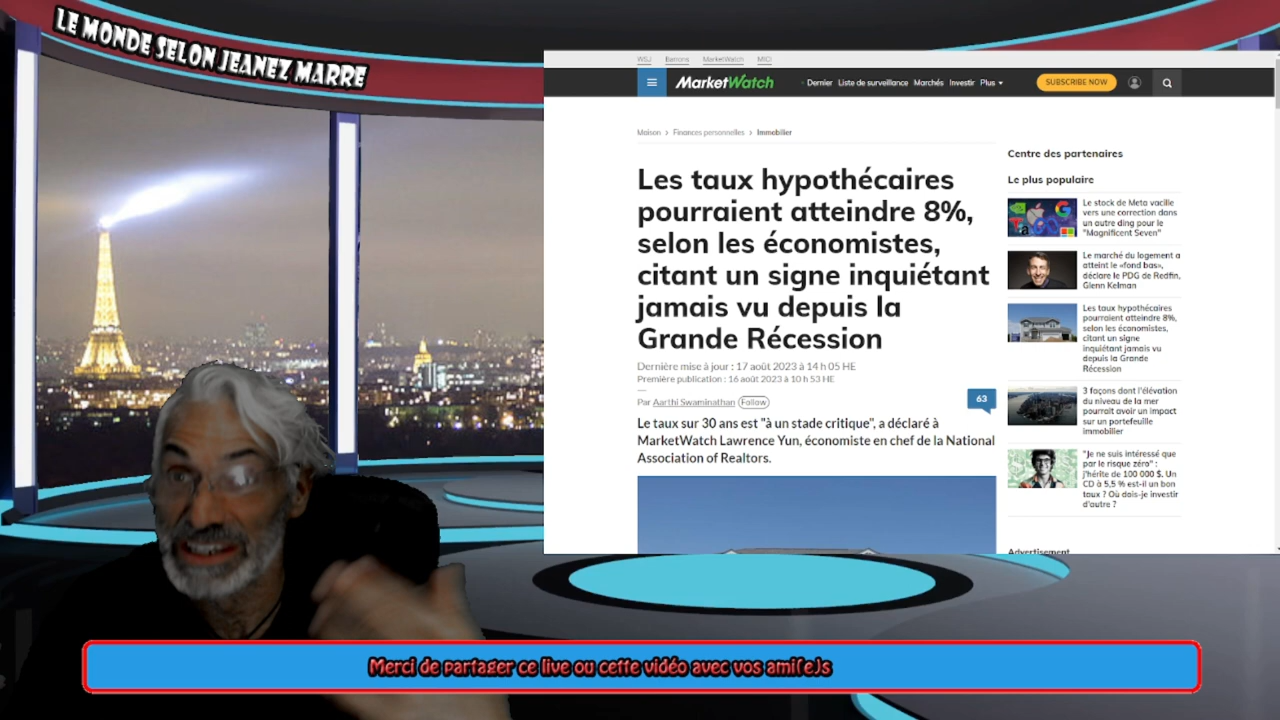 LE MONDE SELON JEANEZ MARRE
WSJ Barrons MarketWatch
MarketWatch
Dernier Liste de surveillance Marchés Investir Plus
SUBSCRIBE NOW
Maison > Finances personnelles > Immobilier
Les taux hypothécaires
pourraient atteindre 8%,
selon les économistes,
citant un signe inquiétant
jamais vu depuis la
Grande Récession
Dernière mise à jour : 17 août 2023 à 14 h 05 HE
Première publication : 16 août 2023 à 10 h 53 HE
Par Aarthi Swaminathan Follow
63
Le taux sur 30 ans est "à un stade critique", a déclaré à
MarketWatch Lawrence Yun, économiste en chef de la National
Association of Realtors.
Centre des partenaires
Le plus populaire
Le stock de Meta vacille
vers une correction dans
un autre ding pour le
"Magnificent Seven"
Le marché du logement a
atteint le «fond bas»,
déclare le PDG de Redfin,
Glenn Kelman
Les taux hypothécaires
pourraient atteindre 8%,
selon les économistes,
citant un signe
inquiétant jamais vu
depuis la Grande
Récession
3 façons dont l'élévation
du niveau de la mer
pourrait avoir un impact
sur un portefeuille
immobilier
"Je ne suis intéressé que
par le risque zéro" :
j'hérite de 100 000 $. Un
CD à 5,5 % est-il un bon
taux ? Où dois-je investir
d'autre ?
Advertisement
Merci de partager ce live ou cette vidéo avec vos ami(e)s